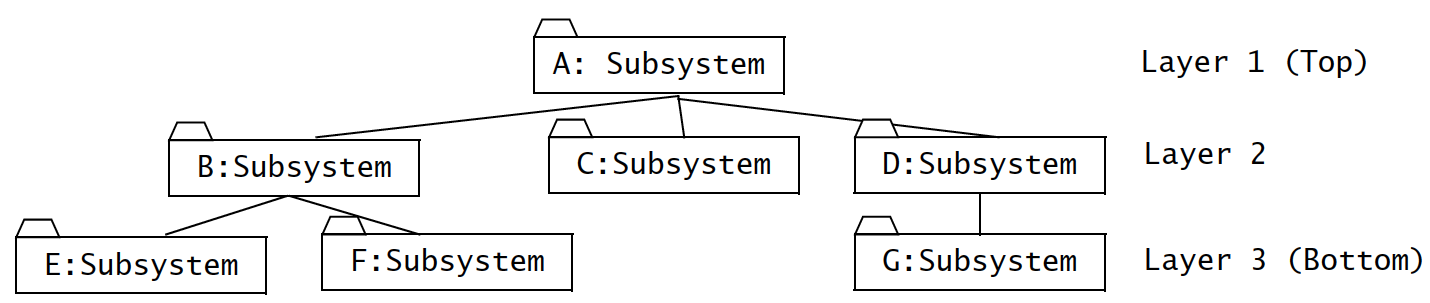 A: Subsystem
Layer 1 (Top)
B:Subsystem
C:Subsystem
D:Subsystem
Layer 2
E:Subsystem
F:Subsystem
G:Subsystem
Layer 3 (Bottom)